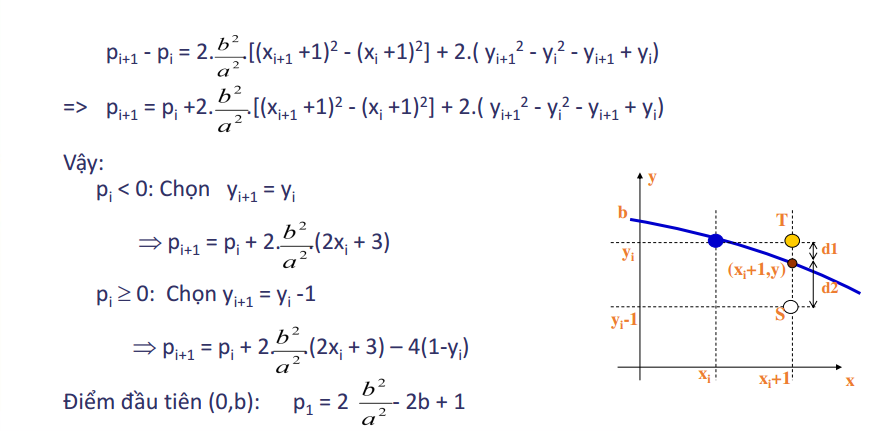 pᵢ₊₁ - pᵢ = 2.b²/a².[(xᵢ₊₁ +1)² - (xᵢ +1)²] + 2.( yᵢ₊₁² - yᵢ² - yᵢ₊₁ + yᵢ)
=> pᵢ₊₁ = pᵢ +2.b²/a².[(xᵢ₊₁ +1)² - (xᵢ +1)²] + 2.( yᵢ₊₁² - yᵢ² - yᵢ₊₁ + yᵢ)
Vậy:
pᵢ < 0: Chọn yᵢ₊₁ = yᵢ
⇒ pᵢ₊₁ = pᵢ + 2.b²/a².(2xᵢ + 3)
pᵢ ≥ 0: Chọn yᵢ₊₁ = yᵢ -1
⇒ pᵢ₊₁ = pᵢ + 2.b²/a².(2xᵢ + 3) – 4(1-yᵢ)
Điểm đầu tiên (0,b): p₁ = 2 b²/a² - 2b + 1
y
b
T
yᵢ
d1
(xᵢ+1,y)
d2
yᵢ-1
S
xᵢ
xᵢ+1
x